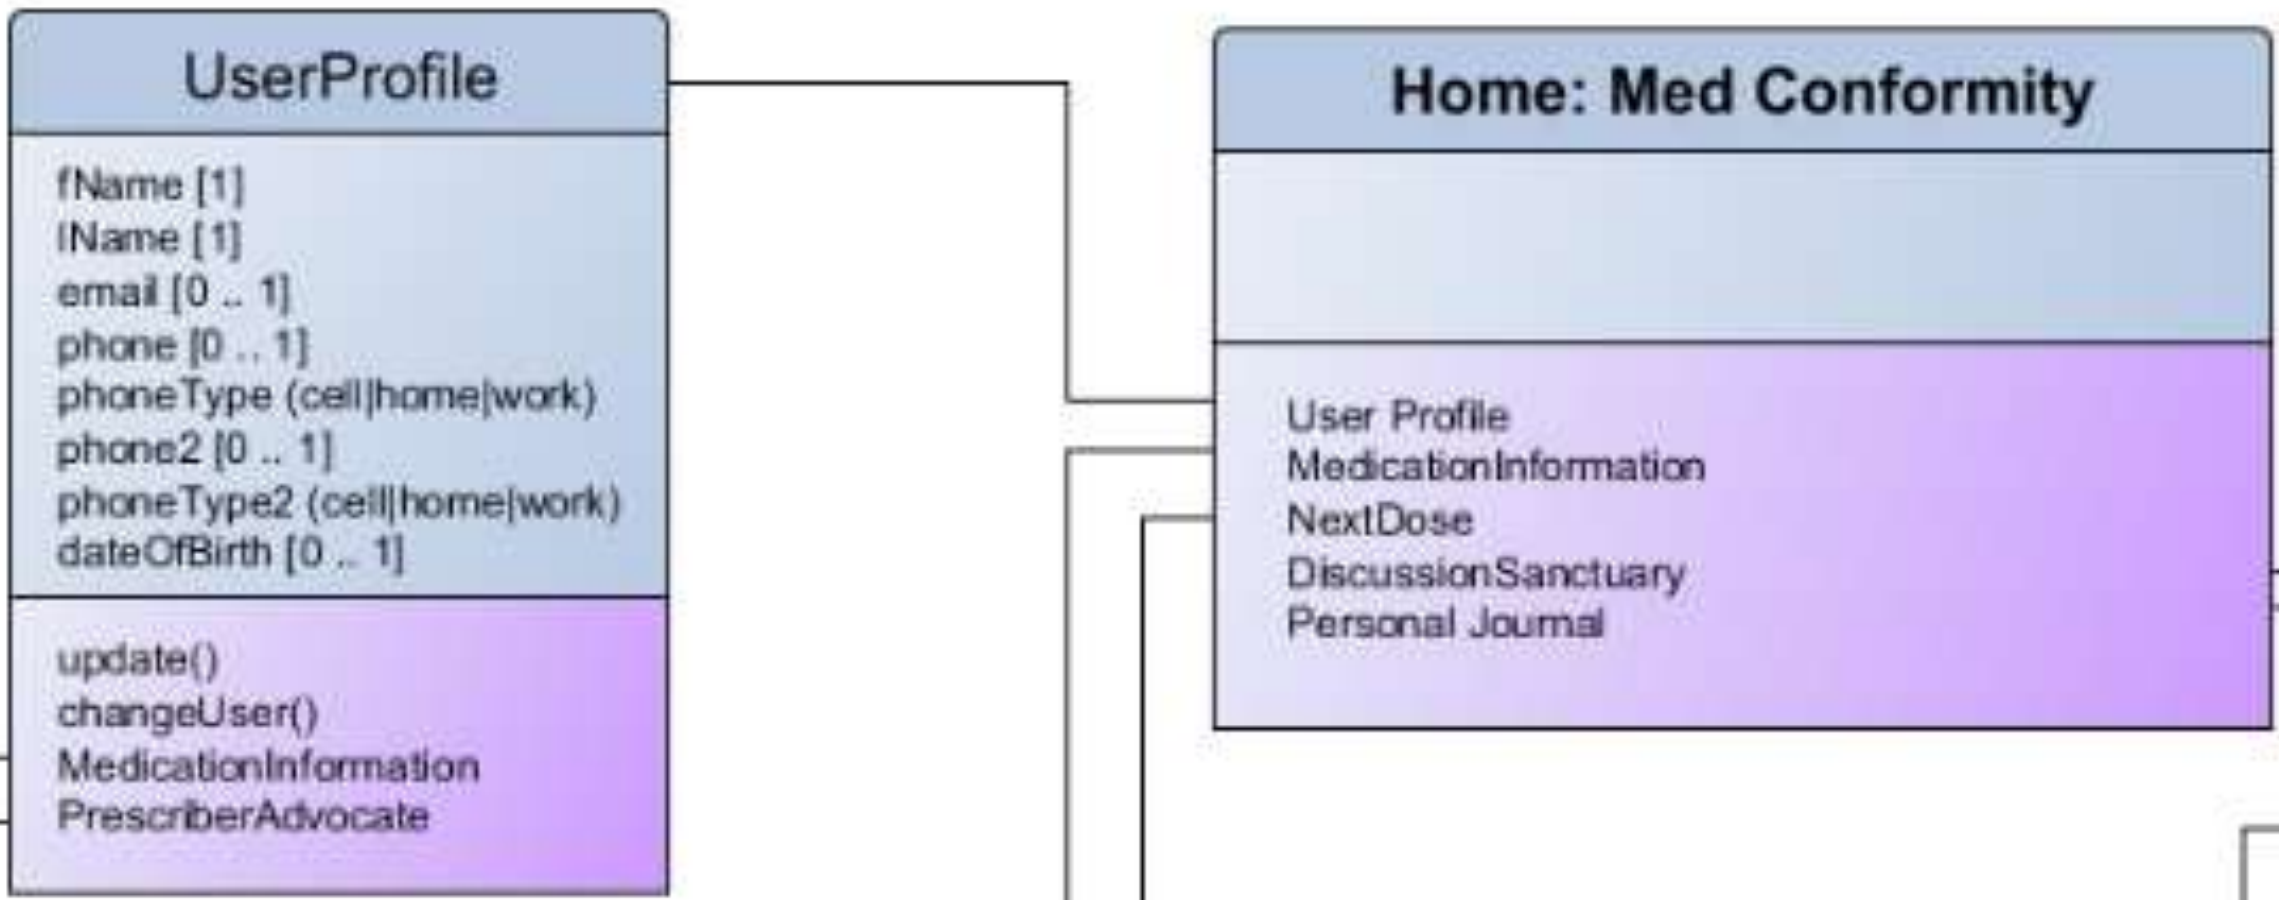 UserProfile
fName [1]
lName [1]
email [0 .. 1]
phone [0 .. 1]
phoneType (cell|home|work)
phone2 [0 .. 1]
phoneType2 (cell|home|work)
dateOfBirth [0 .. 1]
update()
changeUser()
MedicationInformation
PrescriberAdvocate
Home: Med Conformity
User Profile
MedicationInformation
NextDose
DiscussionSanctuary
Personal Journal